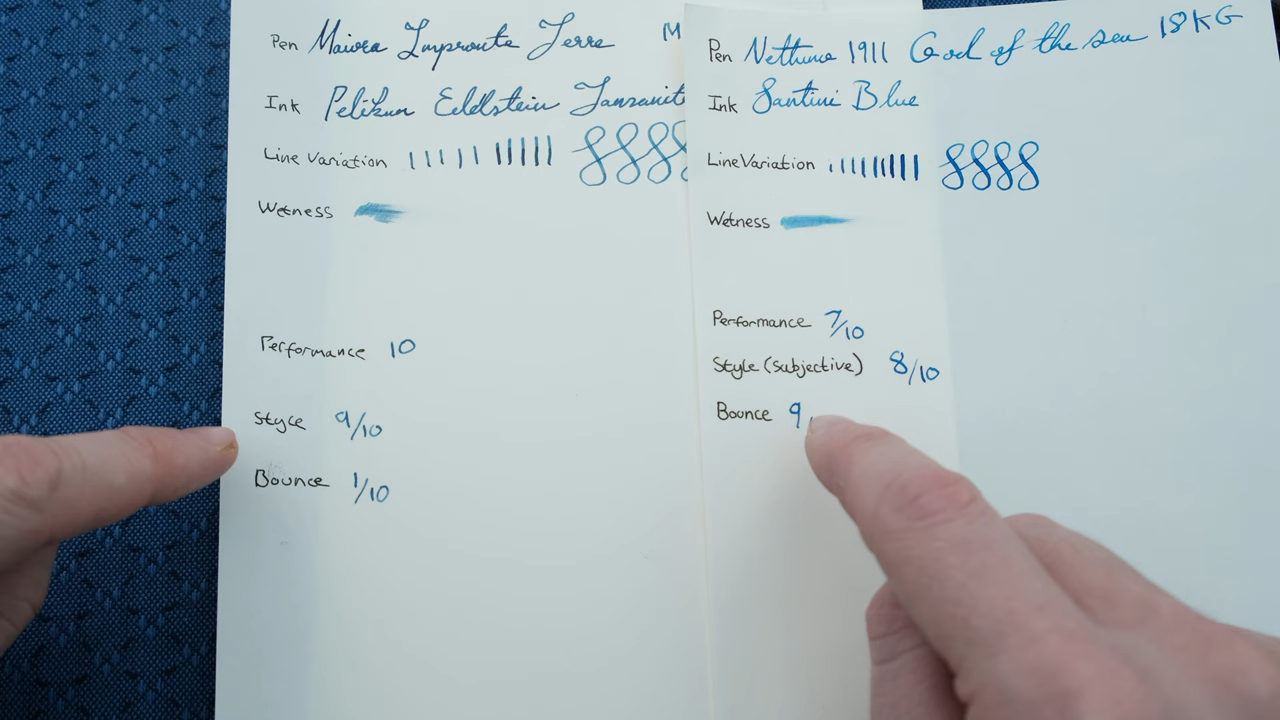 Pen Maiora Impronte Terre M
Ink Pelikan Edelstein Tanzanit
Line Variation
Wetness
Performance 10
Style 9/10
Bounce 1/10
Pen Nettuno 1911 God of the sea 18KG
Ink Santini Blue
Line Variation
Wetness
Performance 7/10
Style (subjective) 8/10
Bounce 9